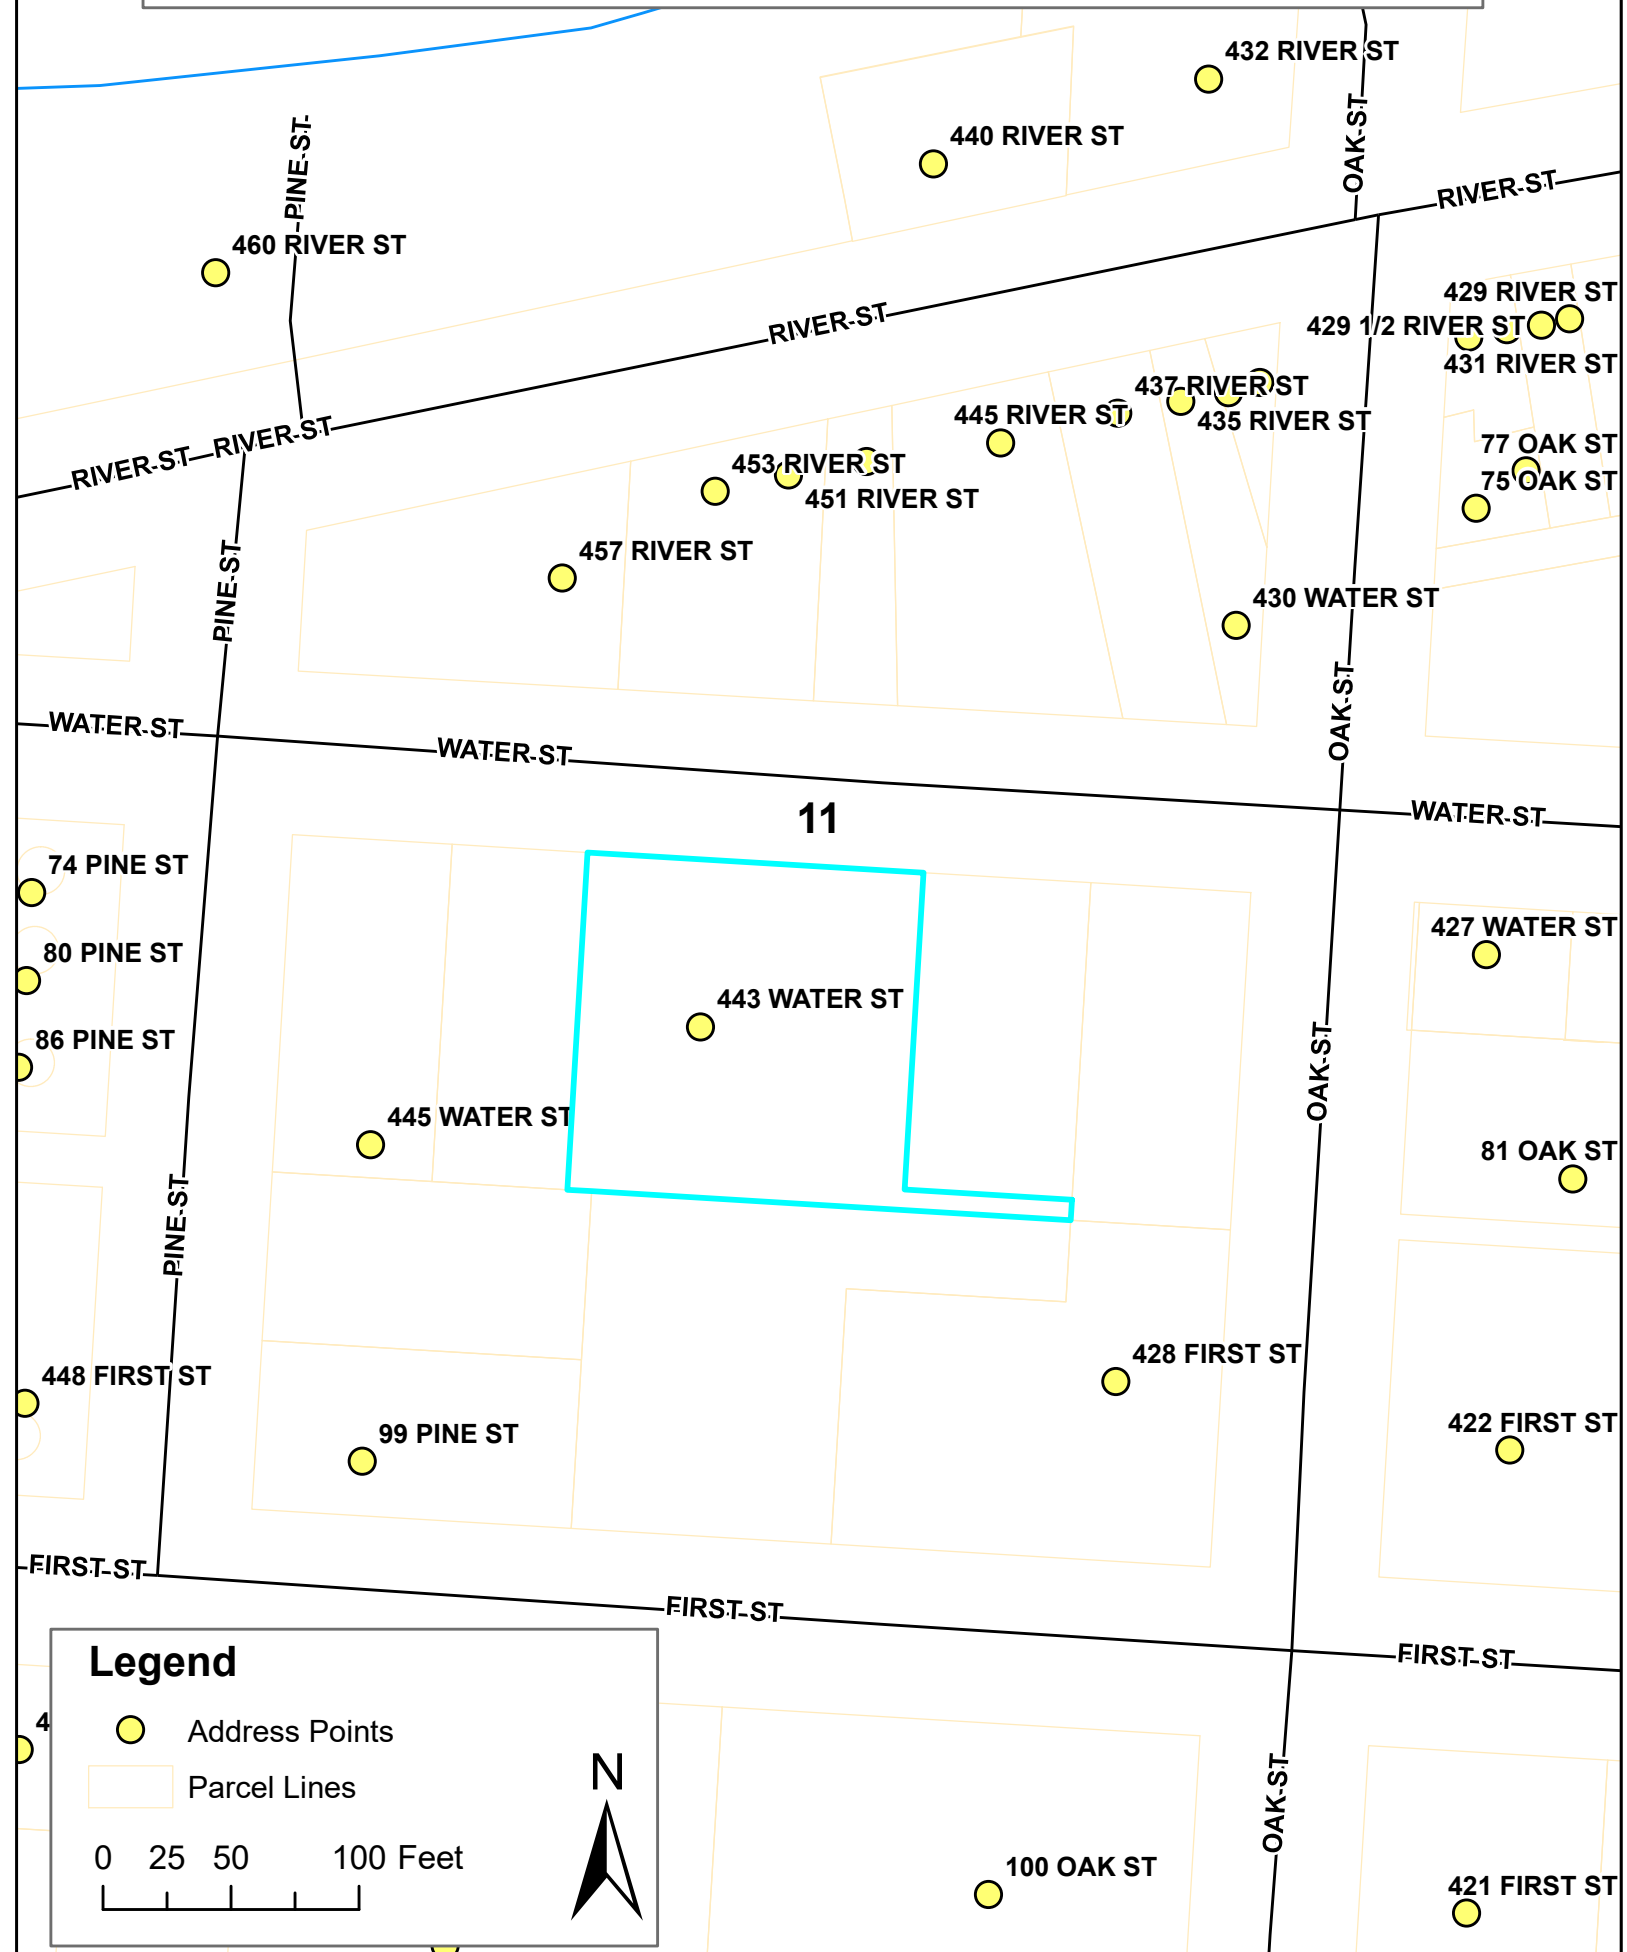 432 RIVER ST
OAK ST
440 RIVER ST
PINE ST
RIVER ST
460 RIVER ST
429 RIVER ST
RIVER ST
429 1/2 RIVER ST
431 RIVER ST
437 RIVER ST
445 RIVER ST
435 RIVER ST
RIVER ST
RIVER ST
77 OAK ST
453 RIVER ST
75 OAK ST
451 RIVER ST
457 RIVER ST
PINE ST
430 WATER ST
OAK ST
WATER ST
WATER ST
11
WATER ST
74 PINE ST
427 WATER ST
80 PINE ST
443 WATER ST
86 PINE ST
OAK ST
445 WATER ST
81 OAK ST
PINE ST
428 FIRST ST
448 FIRST ST
422 FIRST ST
99 PINE ST
FIRST ST
FIRST ST
FIRST ST
Legend
4
Address Points
N
Parcel Lines
OAK ST
0 25 50 100 Feet
100 OAK ST
421 FIRST ST